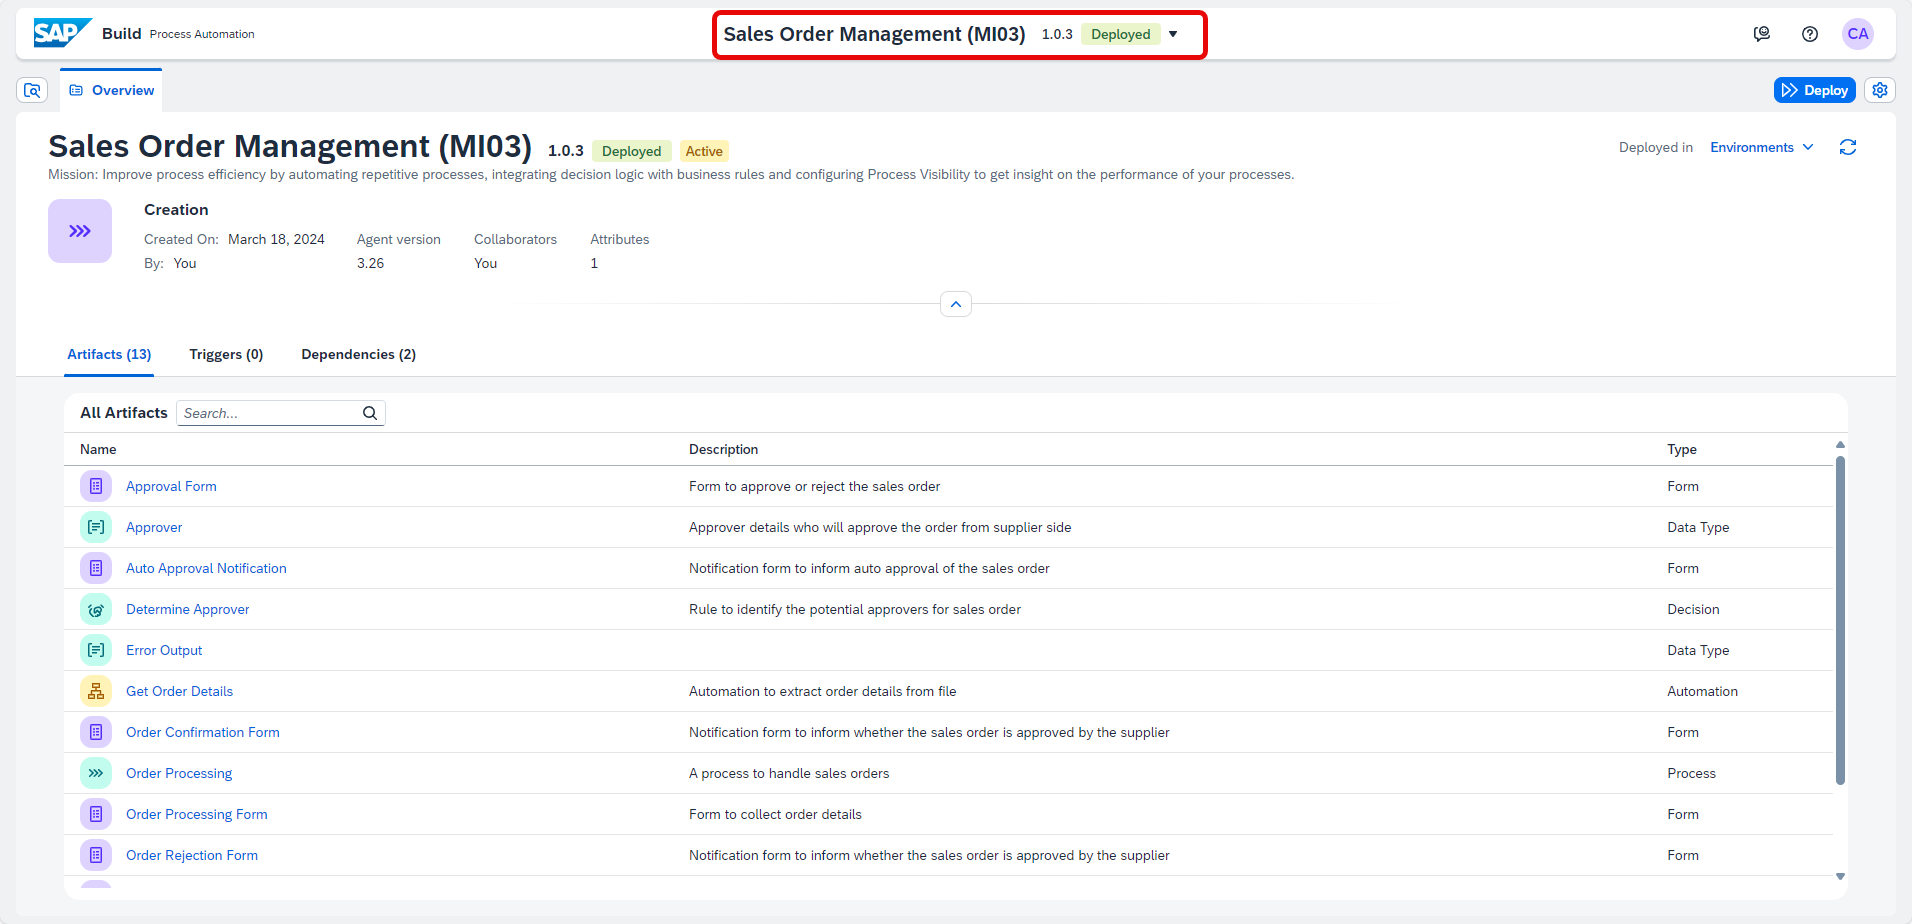 SAP Build Process Automation
Sales Order Management (MI03) 1.0.3 Deployed
CA
Overview
Deploy
Sales Order Management (MI03) 1.0.3 Deployed Active
Deployed in Environments
Mission: Improve process efficiency by automating repetitive processes, integrating decision logic with business rules and configuring Process Visibility to get insight on the performance of your processes.
Creation
Created On: March 18, 2024 Agent version Collaborators Attributes
By: You 3.26 You 1
Artifacts (13) Triggers (0) Dependencies (2)
All Artifacts Search...
Name Description Type
Approval Form Form to approve or reject the sales order Form
Approver Approver details who will approve the order from supplier side Data Type
Auto Approval Notification Notification form to inform auto approval of the sales order Form
Determine Approver Rule to identify the potential approvers for sales order Decision
Error Output Data Type
Get Order Details Automation to extract order details from file Automation
Order Confirmation Form Notification form to inform whether the sales order is approved by the supplier Form
Order Processing A process to handle sales orders Process
Order Processing Form Form to collect order details Form
Order Rejection Form Notification form to inform whether the sales order is approved by the supplier Form